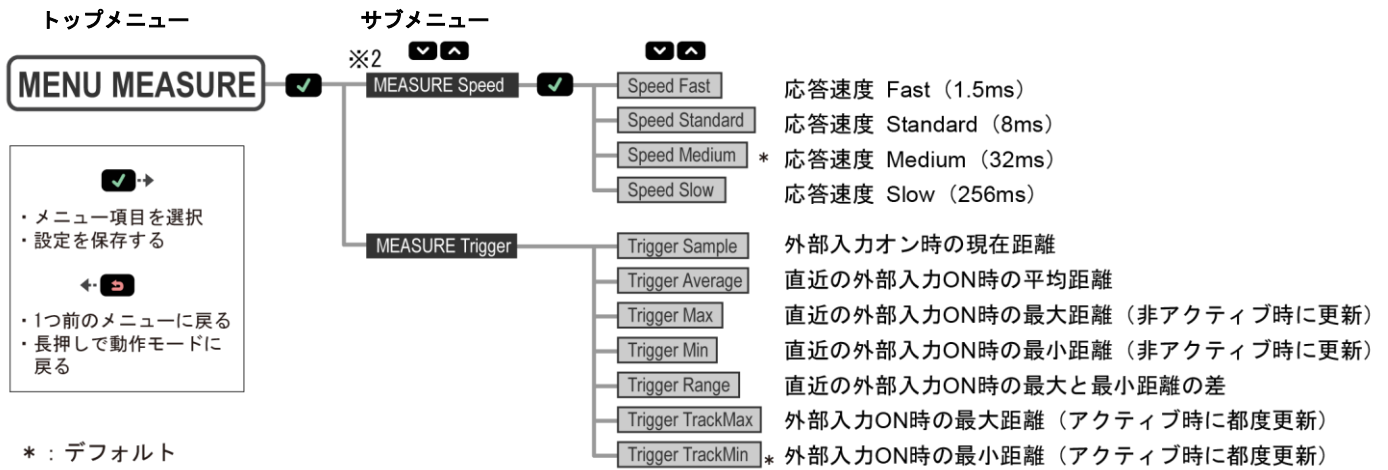 トップメニュー
サブメニュー
※2
MENU MEASURE
MEASURE Speed
Speed Fast 応答速度 Fast（1.5ms）
Speed Standard 応答速度 Standard（8ms）
Speed Medium * 応答速度 Medium（32ms）
Speed Slow 応答速度 Slow（256ms）
MEASURE Trigger
Trigger Sample 外部入力オン時の現在距離
Trigger Average 直近の外部入力ON時の平均距離
Trigger Max 直近の外部入力ON時の最大距離（非アクティブ時に更新）
Trigger Min 直近の外部入力ON時の最小距離（非アクティブ時に更新）
Trigger Range 直近の外部入力ON時の最大と最小距離の差
Trigger TrackMax 外部入力ON時の最大距離（アクティブ時に都度更新）
Trigger TrackMin * 外部入力ON時の最小距離（アクティブ時に都度更新）
・メニュー項目を選択
・設定を保存する
・1つ前のメニューに戻る
・長押しで動作モードに
戻る
*：デフォルト